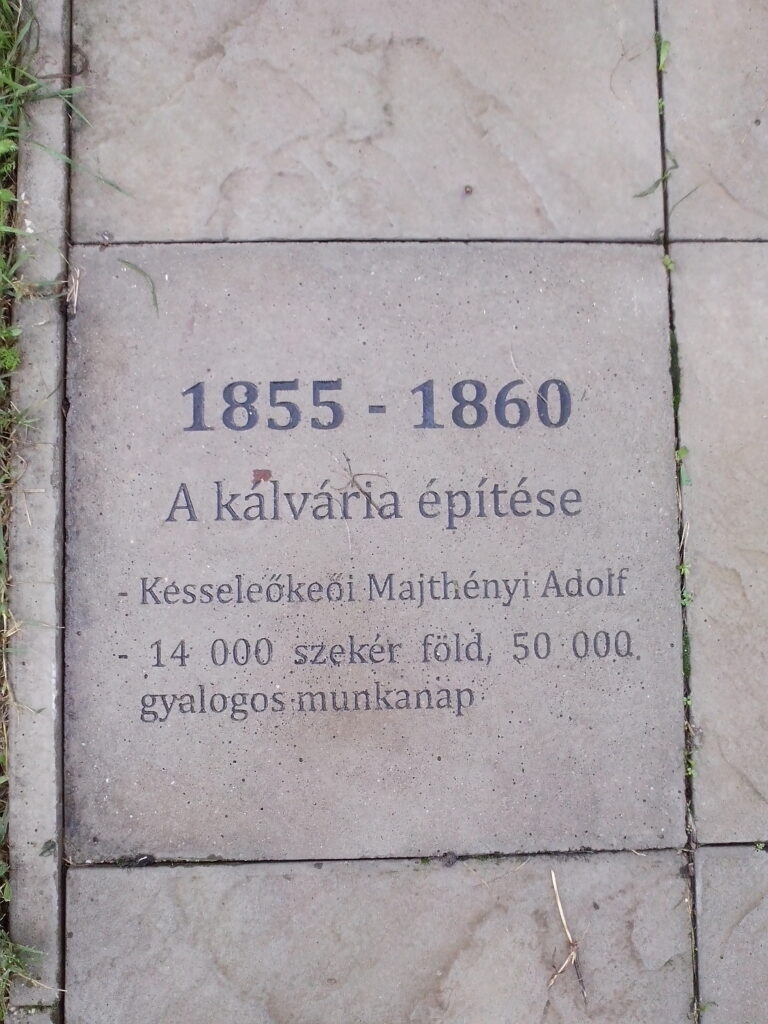 1855 - 1860
A kálvária építése
- Kesseleőkeői Majthényi Adolf
- 14 000 szekér föld, 50 000
gyalogos munkanap